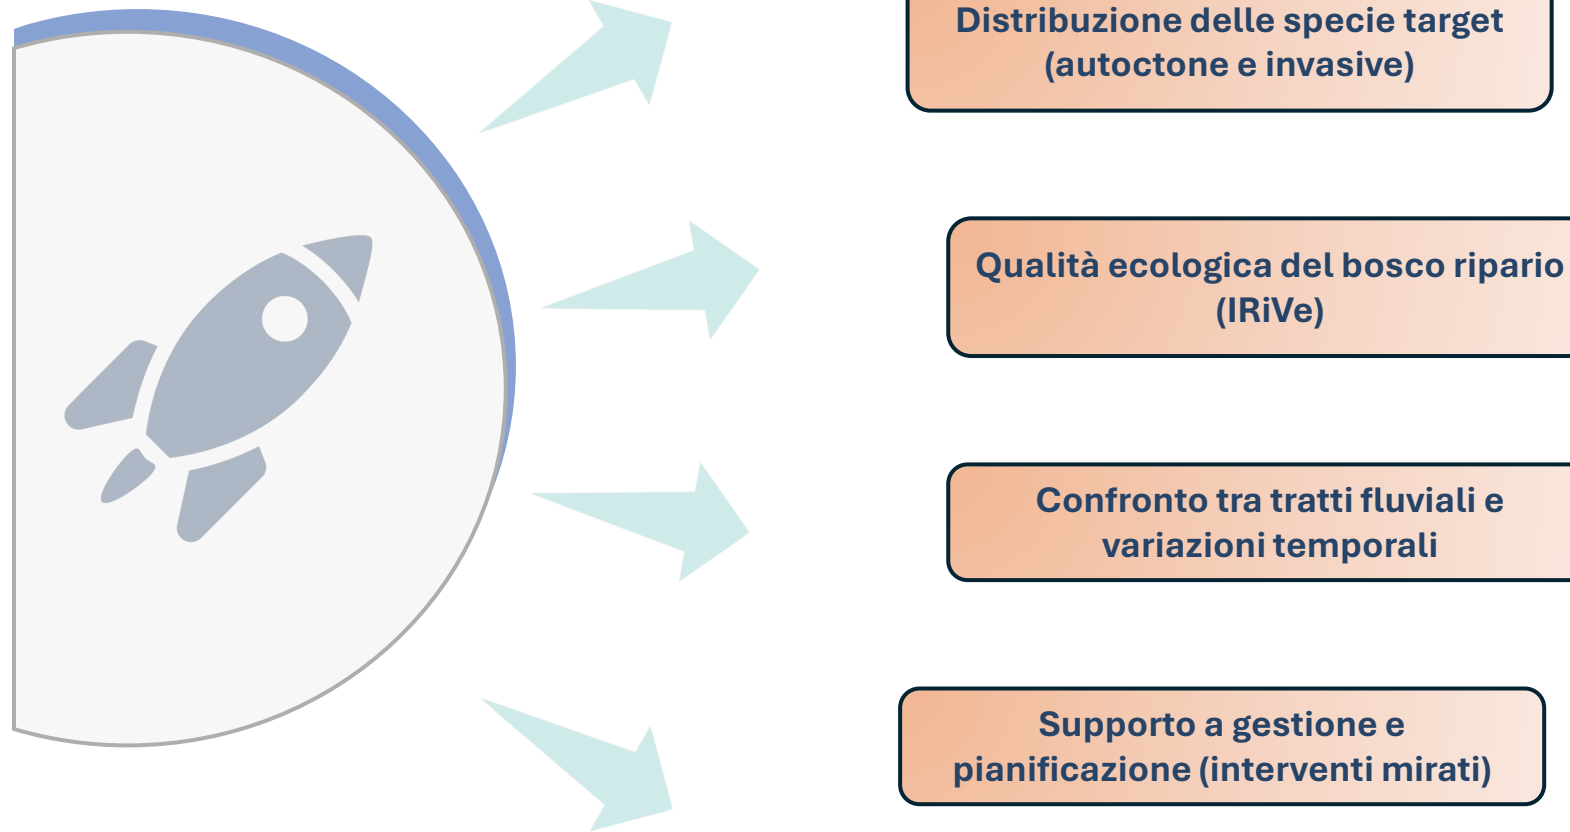 Distribuzione delle specie target
(autoctone e invasive)
Qualità ecologica del bosco ripario
(IRiVe)
Confronto tra tratti fluviali e
variazioni temporali
Supporto a gestione e
pianificazione (interventi mirati)